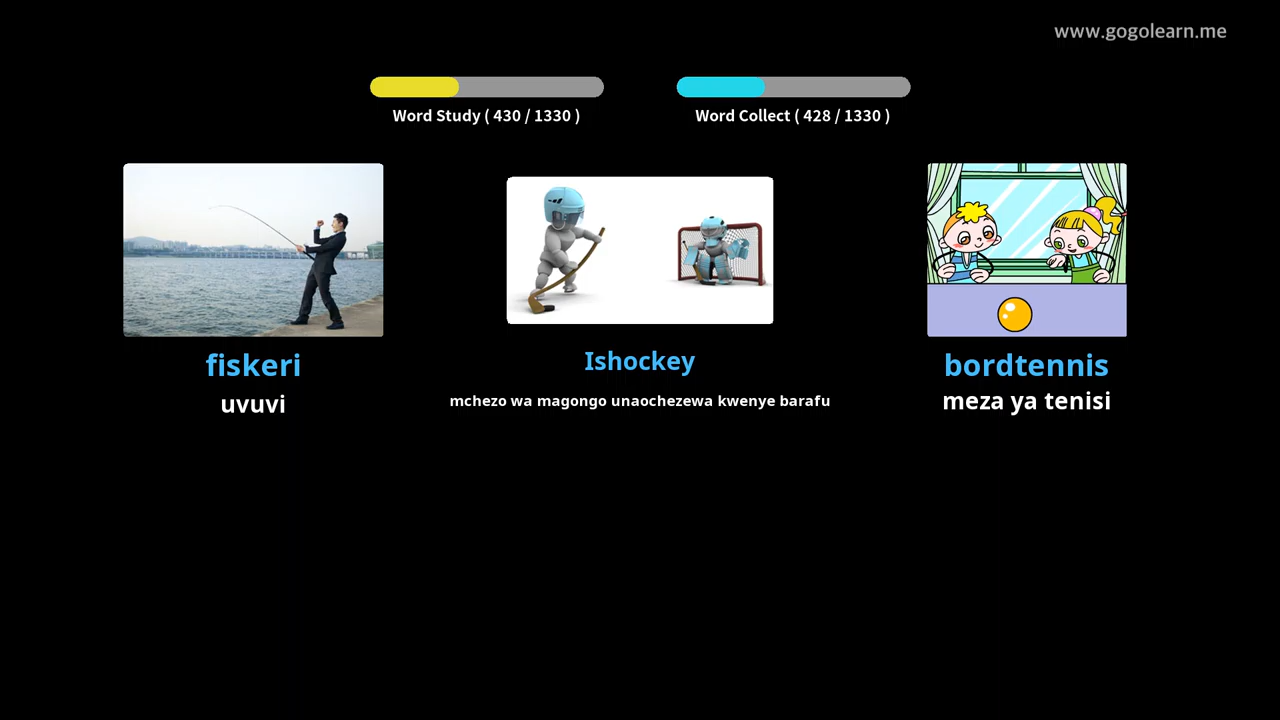 www.gogolearn.me
Word Study ( 430 / 1330 )
Word Collect ( 428 / 1330 )
fiskeri
uvuvi
Ishockey
mchezo wa magongo unaochezewa kwenye barafu
bordtennis
meza ya tenisi